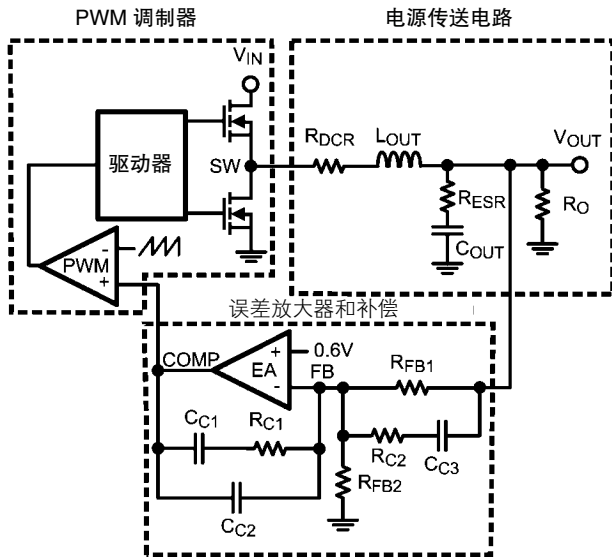 PWM 调制器
电源传送电路
VIN
驱动器
SW
RDCR
LOUT
VOUT
RESR
RO
COUT
PWM
-
+
误差放大器和补偿
COMP
EA
+
-
0.6V
FB
RFB1
CC1
RC1
RC2
CC3
RFB2
CC2